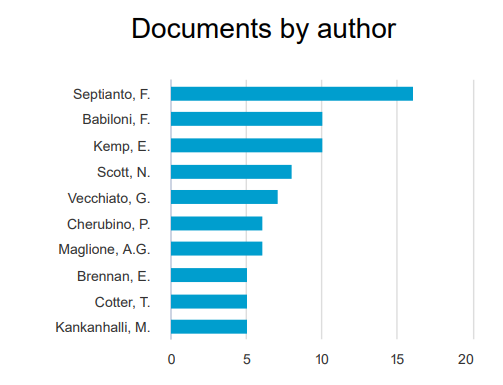 Documents by author
Septianto, F.
Babiloni, F.
Kemp, E.
Scott, N.
Vecchiato, G.
Cherubino, P.
Maglione, A.G.
Brennan, E.
Cotter, T.
Kankanhalli, M.
0 5 10 15 20